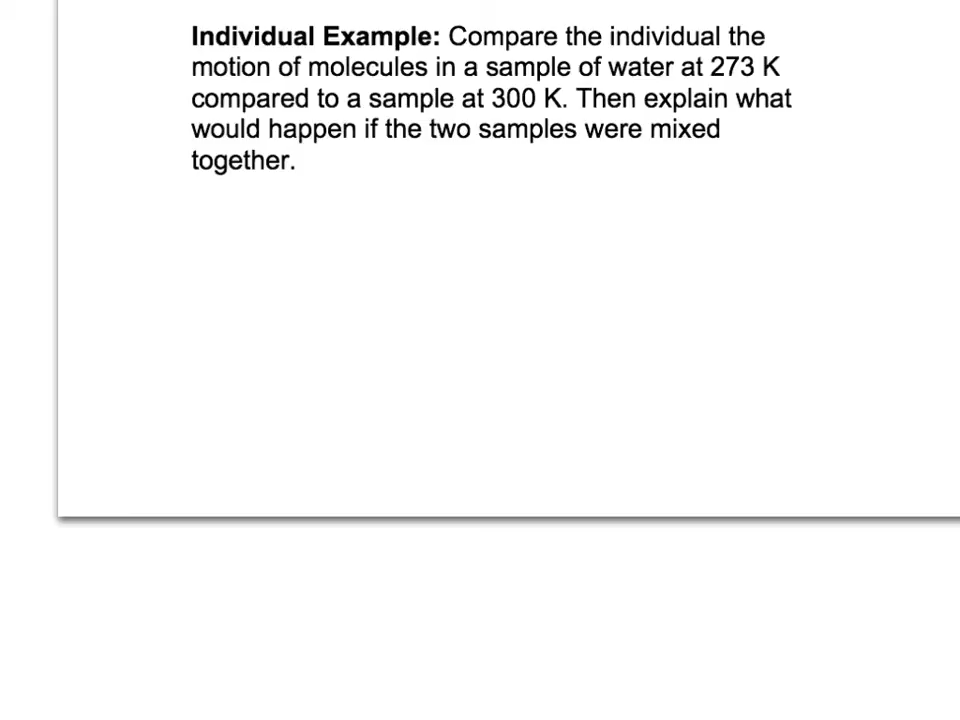 Individual Example: Compare the individual the
motion of molecules in a sample of water at 273 K
compared to a sample at 300 K. Then explain what
would happen if the two samples were mixed
together.